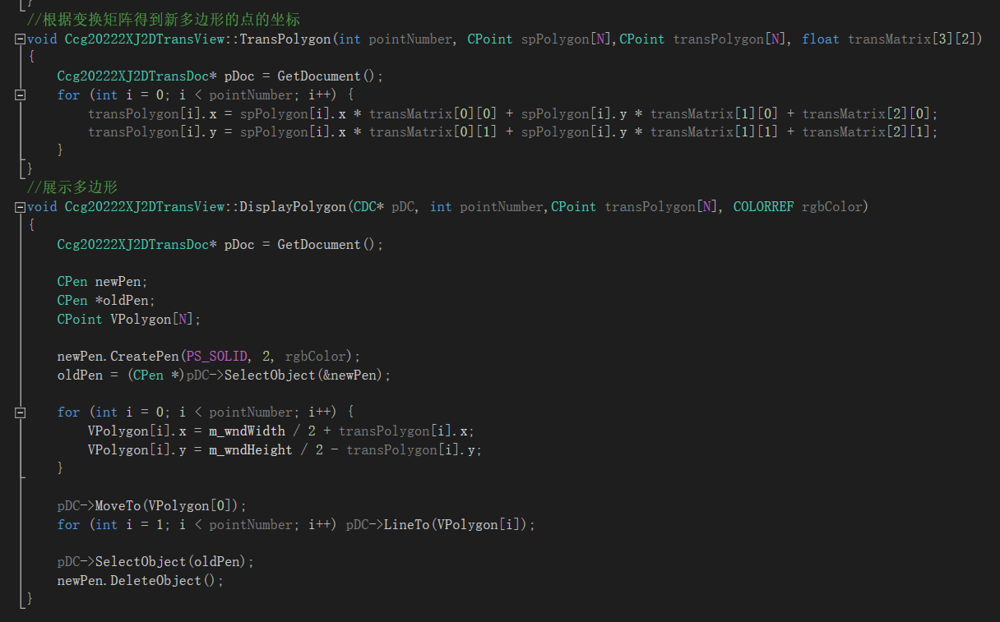 }
//根据变换矩阵得到新多边形的点的坐标
void Ccg20222XJ2DTransView::TransPolygon(int pointNumber, CPoint spPolygon[N],CPoint transPolygon[N], float transMatrix[3][2])
{
Ccg20222XJ2DTransDoc* pDoc = GetDocument();
for (int i = 0; i < pointNumber; i++) {
transPolygon[i].x = spPolygon[i].x * transMatrix[0][0] + spPolygon[i].y * transMatrix[1][0] + transMatrix[2][0];
transPolygon[i].y = spPolygon[i].x * transMatrix[0][1] + spPolygon[i].y * transMatrix[1][1] + transMatrix[2][1];
}
}
//展示多边形
void Ccg20222XJ2DTransView::DisplayPolygon(CDC* pDC, int pointNumber,CPoint transPolygon[N], COLORREF rgbColor)
{
Ccg20222XJ2DTransDoc* pDoc = GetDocument();
CPen newPen;
CPen *oldPen;
CPoint VPolygon[N];
newPen.CreatePen(PS_SOLID, 2, rgbColor);
oldPen = (CPen *)pDC->SelectObject(&newPen);
for (int i = 0; i < pointNumber; i++) {
VPolygon[i].x = m_wndWidth / 2 + transPolygon[i].x;
VPolygon[i].y = m_wndHeight / 2 - transPolygon[i].y;
}
pDC->MoveTo(VPolygon[0]);
for (int i = 1; i < pointNumber; i++) pDC->LineTo(VPolygon[i]);
pDC->SelectObject(oldPen);
newPen.DeleteObject();
}